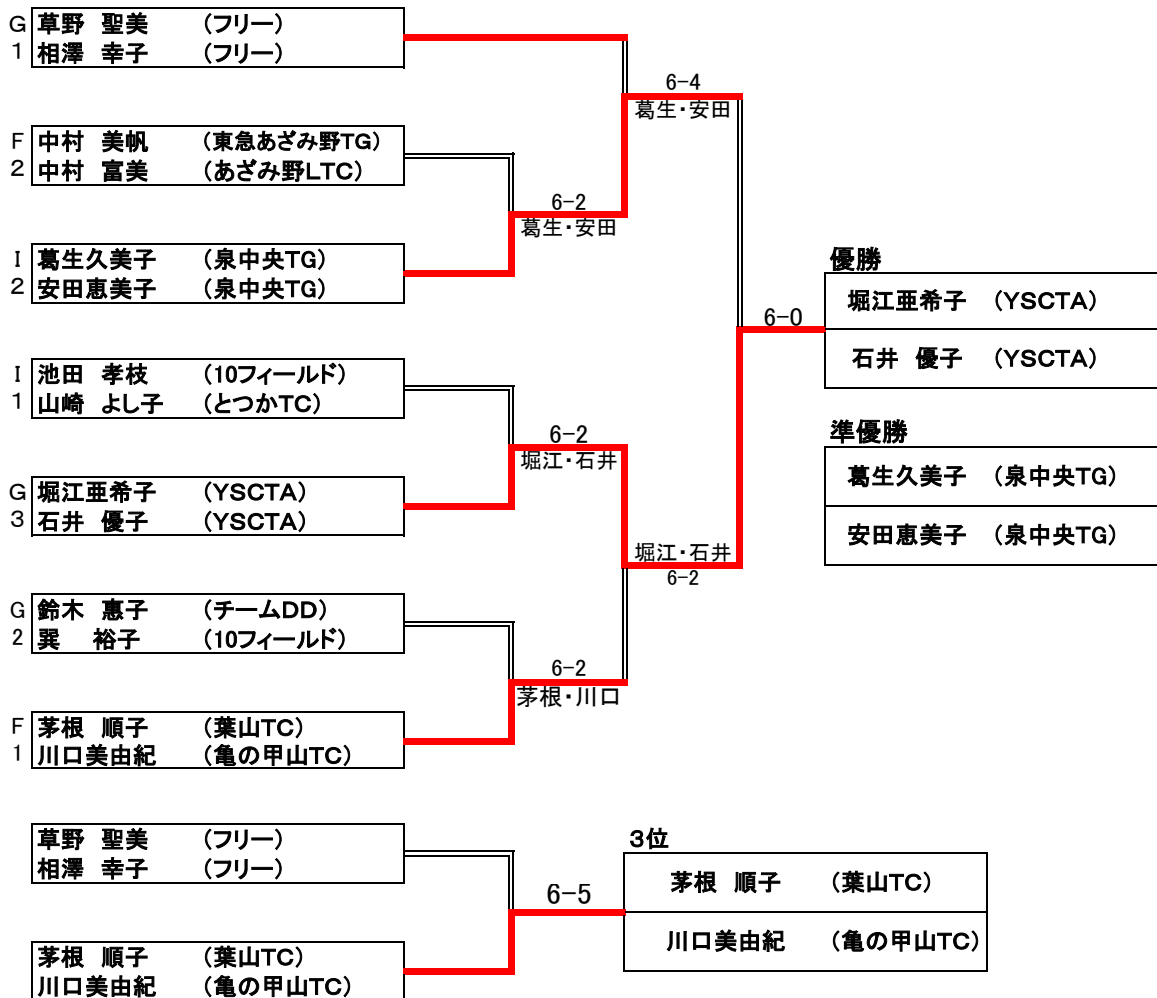 G 草野 聖美 (フリー)
1 相澤 幸子 (フリー)
6-4
葛生・安田
F 中村 美帆 (東急あざみ野TG)
2 中村 富美 (あざみ野LTC)
6-2
葛生・安田
I 葛生久美子 (泉中央TG)
2 安田恵美子 (泉中央TG)
優勝
堀江亜希子 (YSCTA)
6-0
石井 優子 (YSCTA)
I 池田 孝枝 (10フィールド)
1 山崎 よし子 (とつかTC)
6-2
堀江・石井
準優勝
葛生久美子 (泉中央TG)
安田恵美子 (泉中央TG)
G 堀江亜希子 (YSCTA)
3 石井 優子 (YSCTA)
堀江・石井
6-2
G 鈴木 惠子 (チームDD)
2 巽 裕子 (10フィールド)
6-2
茅根・川口
F 茅根 順子 (葉山TC)
1 川口美由紀 (亀の甲山TC)
草野 聖美 (フリー)
相澤 幸子 (フリー)
3位
6-5
茅根 順子 (葉山TC)
川口美由紀 (亀の甲山TC)
茅根 順子 (葉山TC)
川口美由紀 (亀の甲山TC)